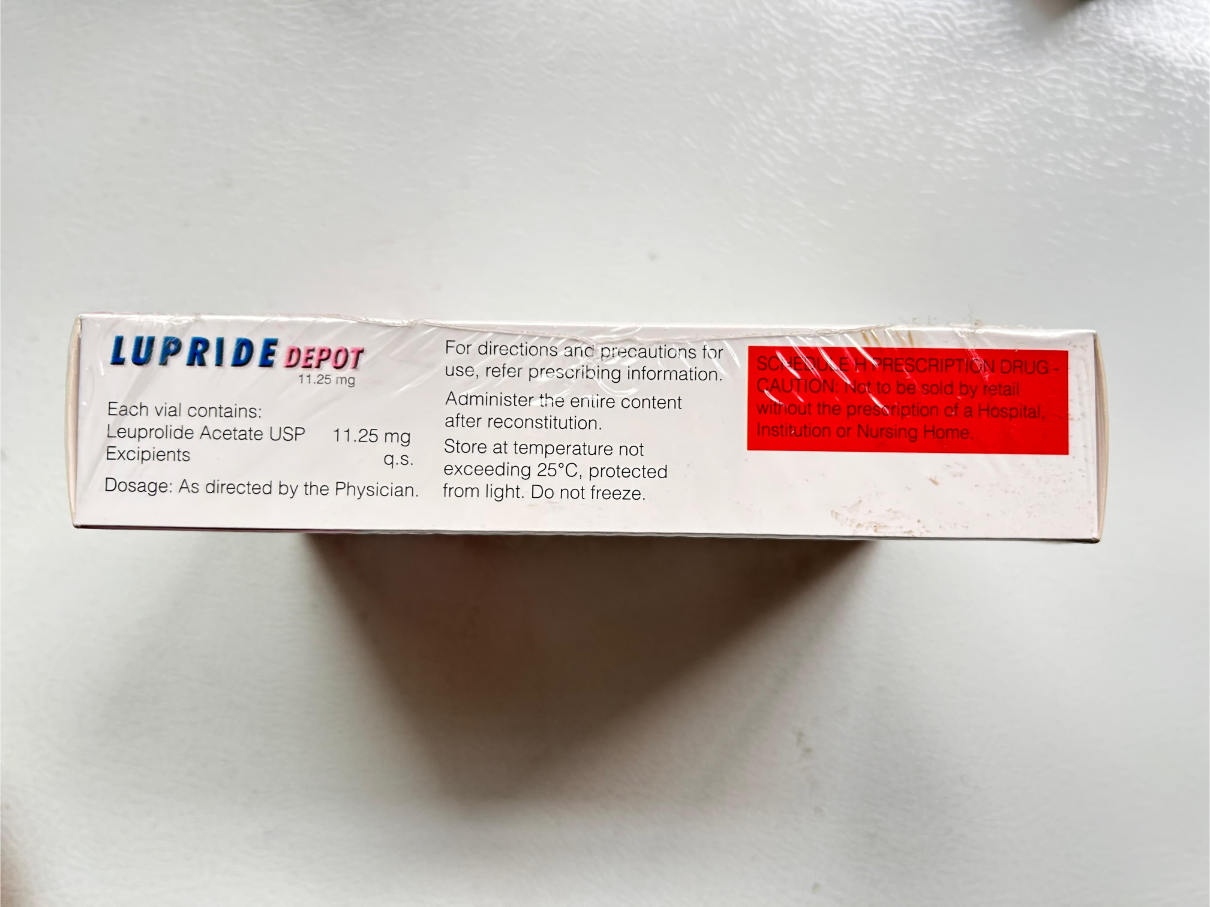 LUPRIDE DEPOT
11.25 mg
Each vial contains:
Leuprolide Acetate USP 11.25 mg
Excipients q.s.
Dosage: As directed by the Physician.
For directions and precautions for
use, refer prescribing information.
Administer the entire content
after reconstitution.
Store at temperature not
exceeding 25°C, protected
from light. Do not freeze.
SCHEDULE H PRESCRIPTION DRUG -
CAUTION: Not to be sold by retail
without the prescription of a Hospital,
Institution or Nursing Home.